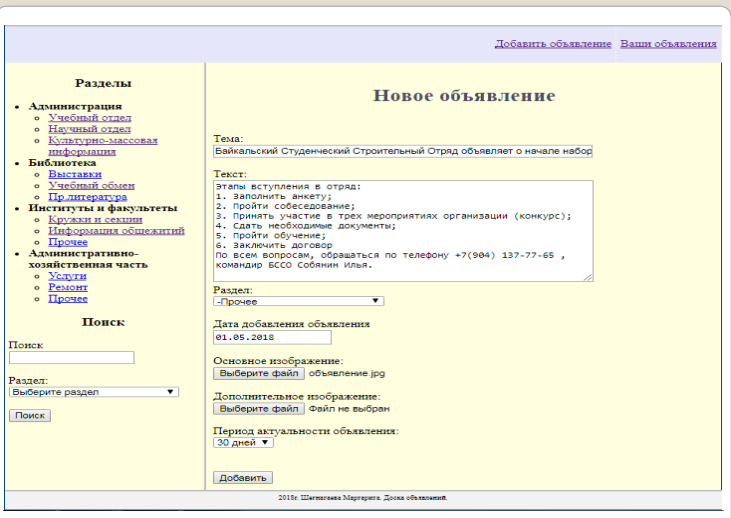 Добавить объявление Ваши объявления
Разделы
Администрация
Учебный отдел
Научный отдел
Культурно-массовая
информация
Библиотека
Выставки
Учебный обмен
Пр.литература
Институты и факультеты
Кружки и секции
Информация общежитий
Прочее
Административно-
хозяйственная часть
Услуги
Ремонт
Прочее
Поиск
Поиск
Раздел:
Выберите раздел
Поиск
Новое объявление
Тема:
Байкальский Студенческий Строительный Отряд объявляет о начале набор
Текст:
Этапы вступления в отряд:
1. Заполнить анкету;
2. Пройти собеседование;
3. Принять участие в трех мероприятиях организации (конкурс);
4. Сдать необходимые документы;
5. Пройти обучение;
6. Заключить договор
По всем вопросам, обращаться по телефону +7(904) 137-77-65 ,
командир БССО Собянин Илья.
Раздел:
-Прочее
Дата добавления объявления
01.05.2018
Основное изображение:
Выберите файл объявление.jpg
Дополнительное изображение:
Выберите файл Файл не выбран
Период актуальности объявления:
30 дней
Добавить
2018г. Маргарита. Доска объявлений.